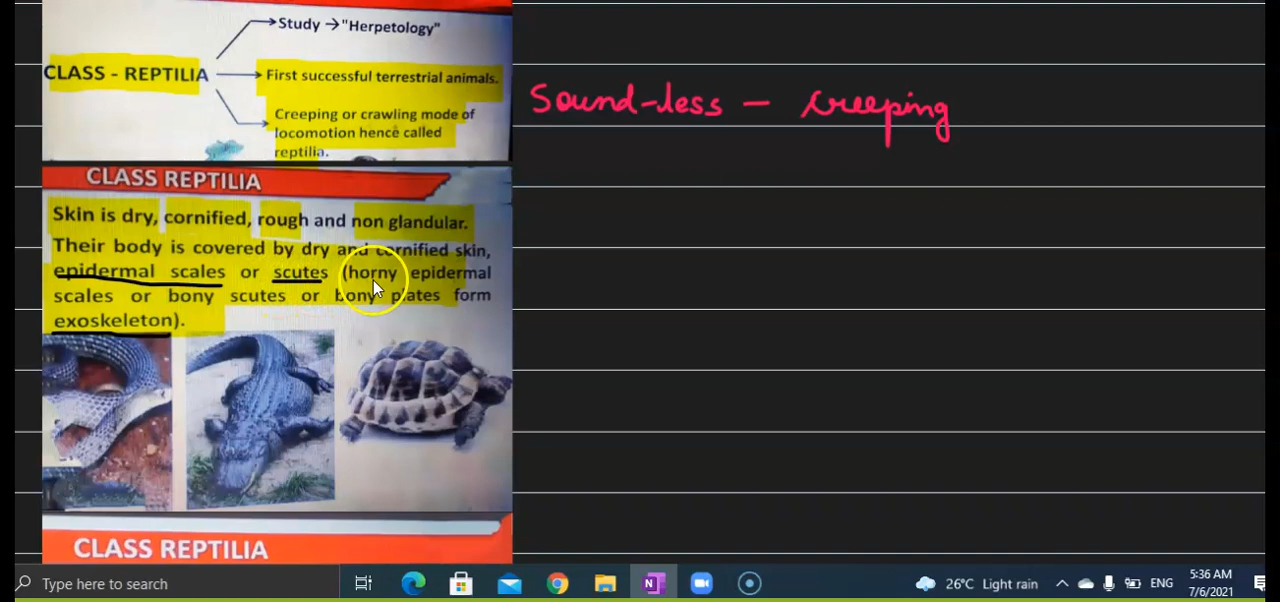 Study → "Herpetology"
CLASS - REPTILIA
First successful terrestrial animals.
Creeping or crawling mode of
locomotion hence called
reptilia.
Sound-less - creeping
CLASS REPTILIA
Skin is dry, cornified, rough and non glandular.
Their body is covered by dry and cornified skin,
epidermal scales or scutes (horny epidermal
scales or bony scutes or bony plates form
exoskeleton).
CLASS REPTILIA
Type here to search
26°C Light rain
ENG
5:36 AM
7/6/2021